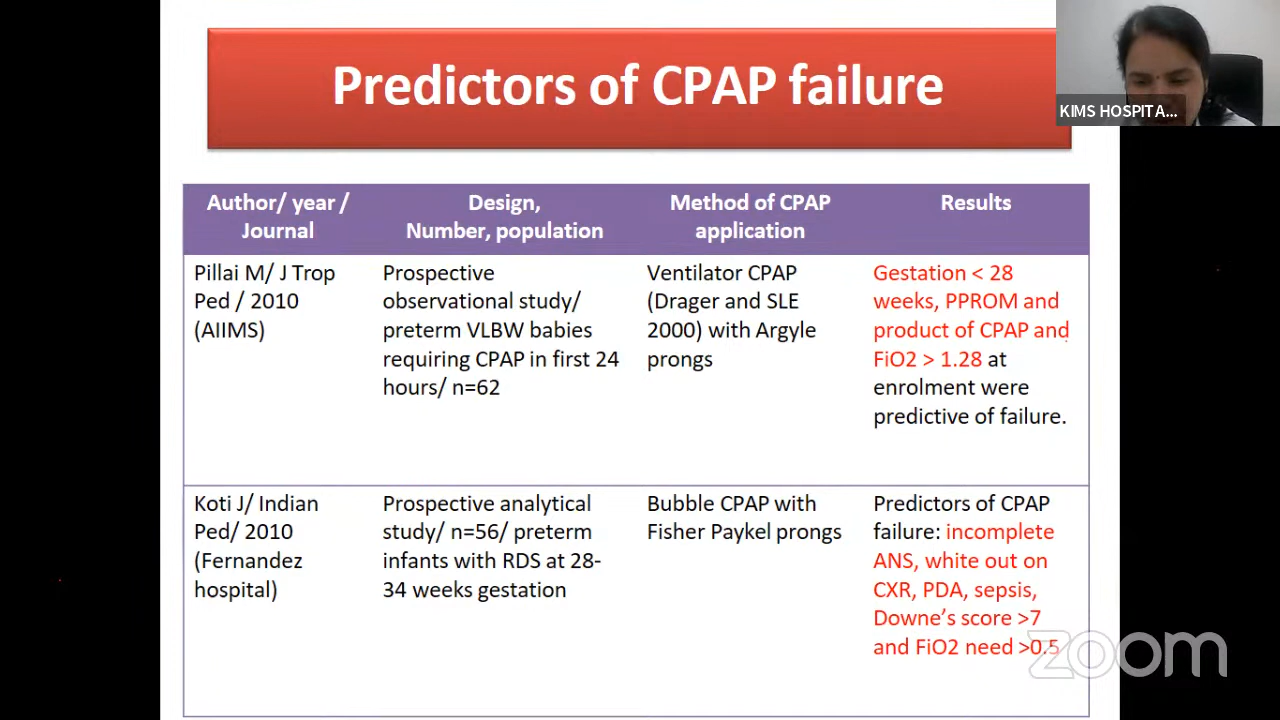 Predictors of CPAP failure
KIMS HOSPITA...
Author/ year /
Journal
Design,
Number, population
Method of CPAP
application
Results
Pillai M/ J Trop
Ped / 2010
(AIIMS)
Prospective
observational study/
preterm VLBW babies
requiring CPAP in first 24
hours/ n=62
Ventilator CPAP
(Drager and SLE
2000) with Argyle
prongs
Gestation < 28
weeks, PPROM and
product of CPAP and
FiO2 > 1.28 at
enrolment were
predictive of failure.
Koti J/ Indian
Ped/ 2010
(Fernandez
hospital)
Prospective analytical
study/ n=56/ preterm
infants with RDS at 28-
34 weeks gestation
Bubble CPAP with
Fisher Paykel prongs
Predictors of CPAP
failure: incomplete
ANS, white out on
CXR, PDA, sepsis,
Downe's score >7
and FiO2 need >0.5
zoom